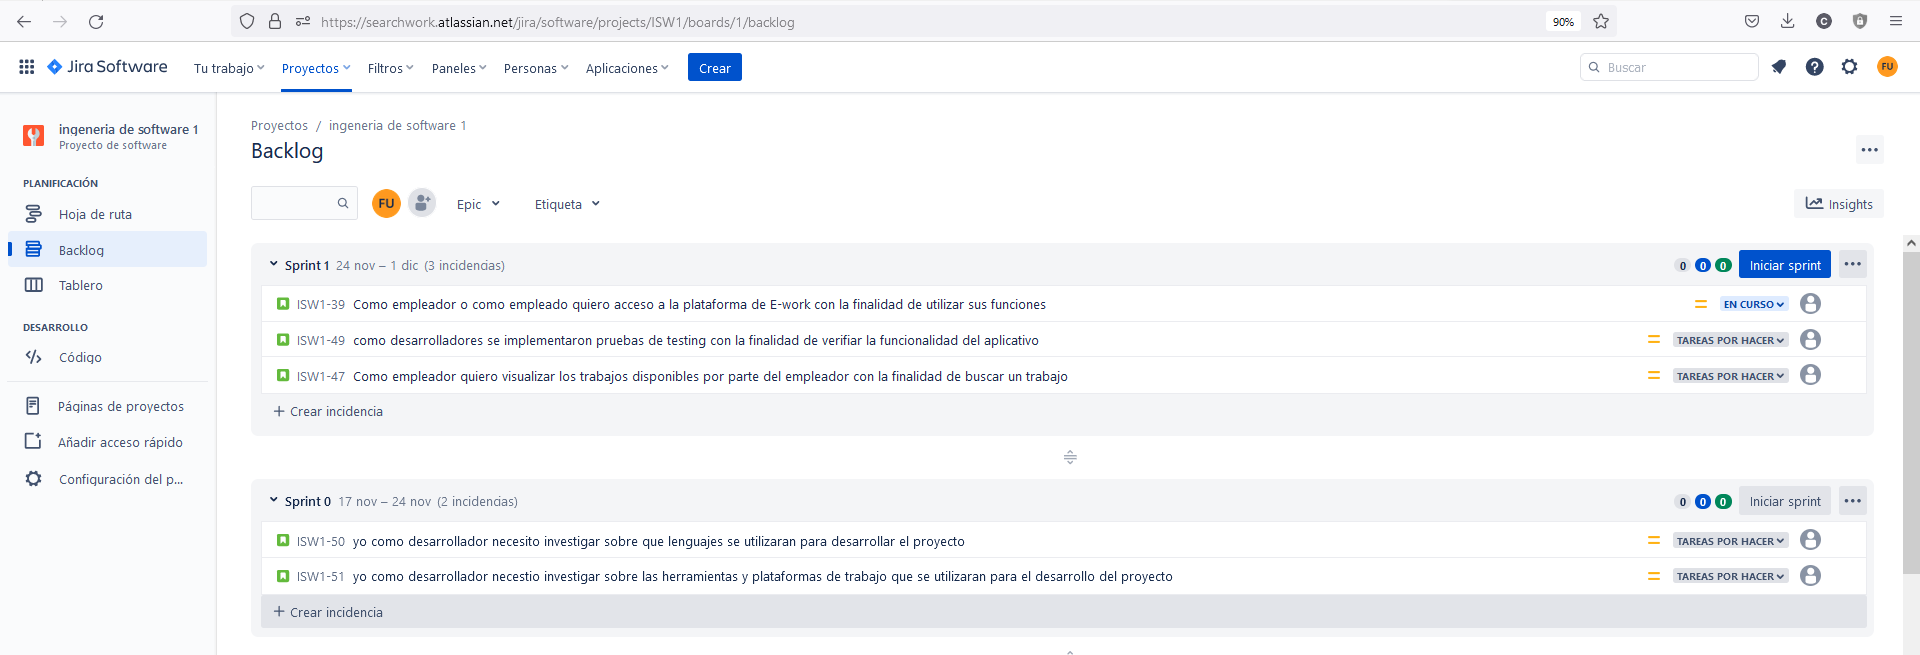 https://searchwork.atlassian.net/jira/software/projects/ISW1/boards/1/backlog
90%
C
Jira Software
Tu trabajo
Proyectos
Filtros
Paneles
Personas
Aplicaciones
Crear
Buscar
FU
ingeneria de software 1
Proyecto de software
PLANIFICACIÓN
Hoja de ruta
Backlog
Tablero
DESARROLLO
Código
Páginas de proyectos
Añadir acceso rápido
Configuración del p...
Proyectos / ingeneria de software 1
Backlog
FU
Epic
Etiqueta
Insights
Sprint 1 24 nov – 1 dic (3 incidencias)
0 0 0 Iniciar sprint
ISW1-39 Como empleador o como empleado quiero acceso a la plataforma de E-work con la finalidad de utilizar sus funciones
EN CURSO
ISW1-49 como desarrolladores se implementaron pruebas de testing con la finalidad de verifiar la funcionalidad del aplicativo
TAREAS POR HACER
ISW1-47 Como empleador quiero visualizar los trabajos disponibles por parte del empleador con la finalidad de buscar un trabajo
TAREAS POR HACER
+ Crear incidencia
Sprint 0 17 nov – 24 nov (2 incidencias)
0 0 0 Iniciar sprint
ISW1-50 yo como desarrollador necesito investigar sobre que lenguajes se utilizaran para desarrollar el proyecto
TAREAS POR HACER
ISW1-51 yo como desarrollador necestio investigar sobre las herramientas y plataformas de trabajo que se utilizaran para el desarrollo del proyecto
TAREAS POR HACER
+ Crear incidencia